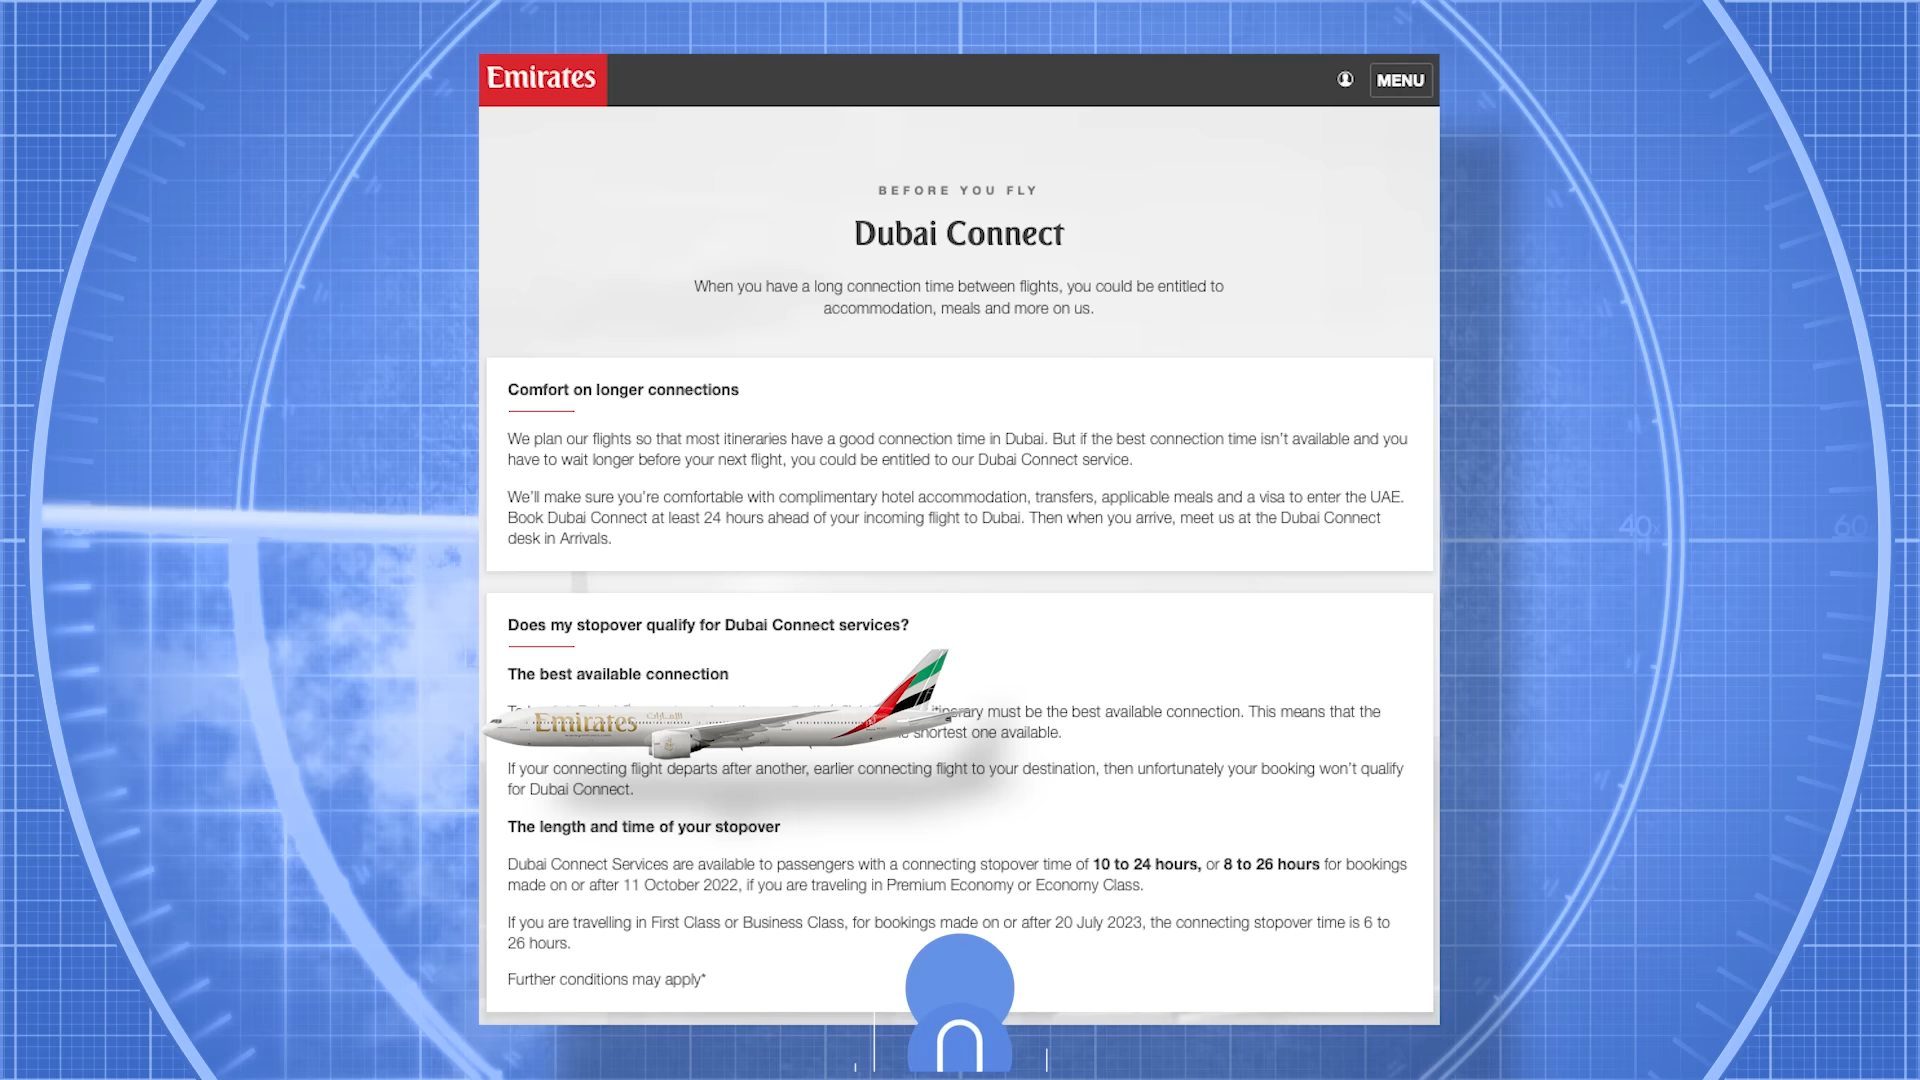 Emirates
MENU
BEFORE YOU FLY
Dubai Connect
When you have a long connection time between flights, you could be entitled to
accommodation, meals and more on us.
Comfort on longer connections
We plan our flights so that most itineraries have a good connection time in Dubai. But if the best connection time isn't available and you
have to wait longer before your next flight, you could be entitled to our Dubai Connect service.
We'll make sure you're comfortable with complimentary hotel accommodation, transfers, applicable meals and a visa to enter the UAE.
Book Dubai Connect at least 24 hours ahead of your incoming flight to Dubai. Then when you arrive, meet us at the Dubai Connect
desk in Arrivals.
Does my stopover qualify for Dubai Connect services?
The best available connection
itinerary must be the best available connection. This means that the
shortest one available.
Emirates
If your connecting flight departs after another, earlier connecting flight to your destination, then unfortunately your booking won't qualify
for Dubai Connect.
The length and time of your stopover
Dubai Connect Services are available to passengers with a connecting stopover time of 10 to 24 hours, or 8 to 26 hours for bookings
made on or after 11 October 2022, if you are traveling in Premium Economy or Economy Class.
If you are travelling in First Class or Business Class, for bookings made on or after 20 July 2023, the connecting stopover time is 6 to
26 hours.
Further conditions may apply*
40
60